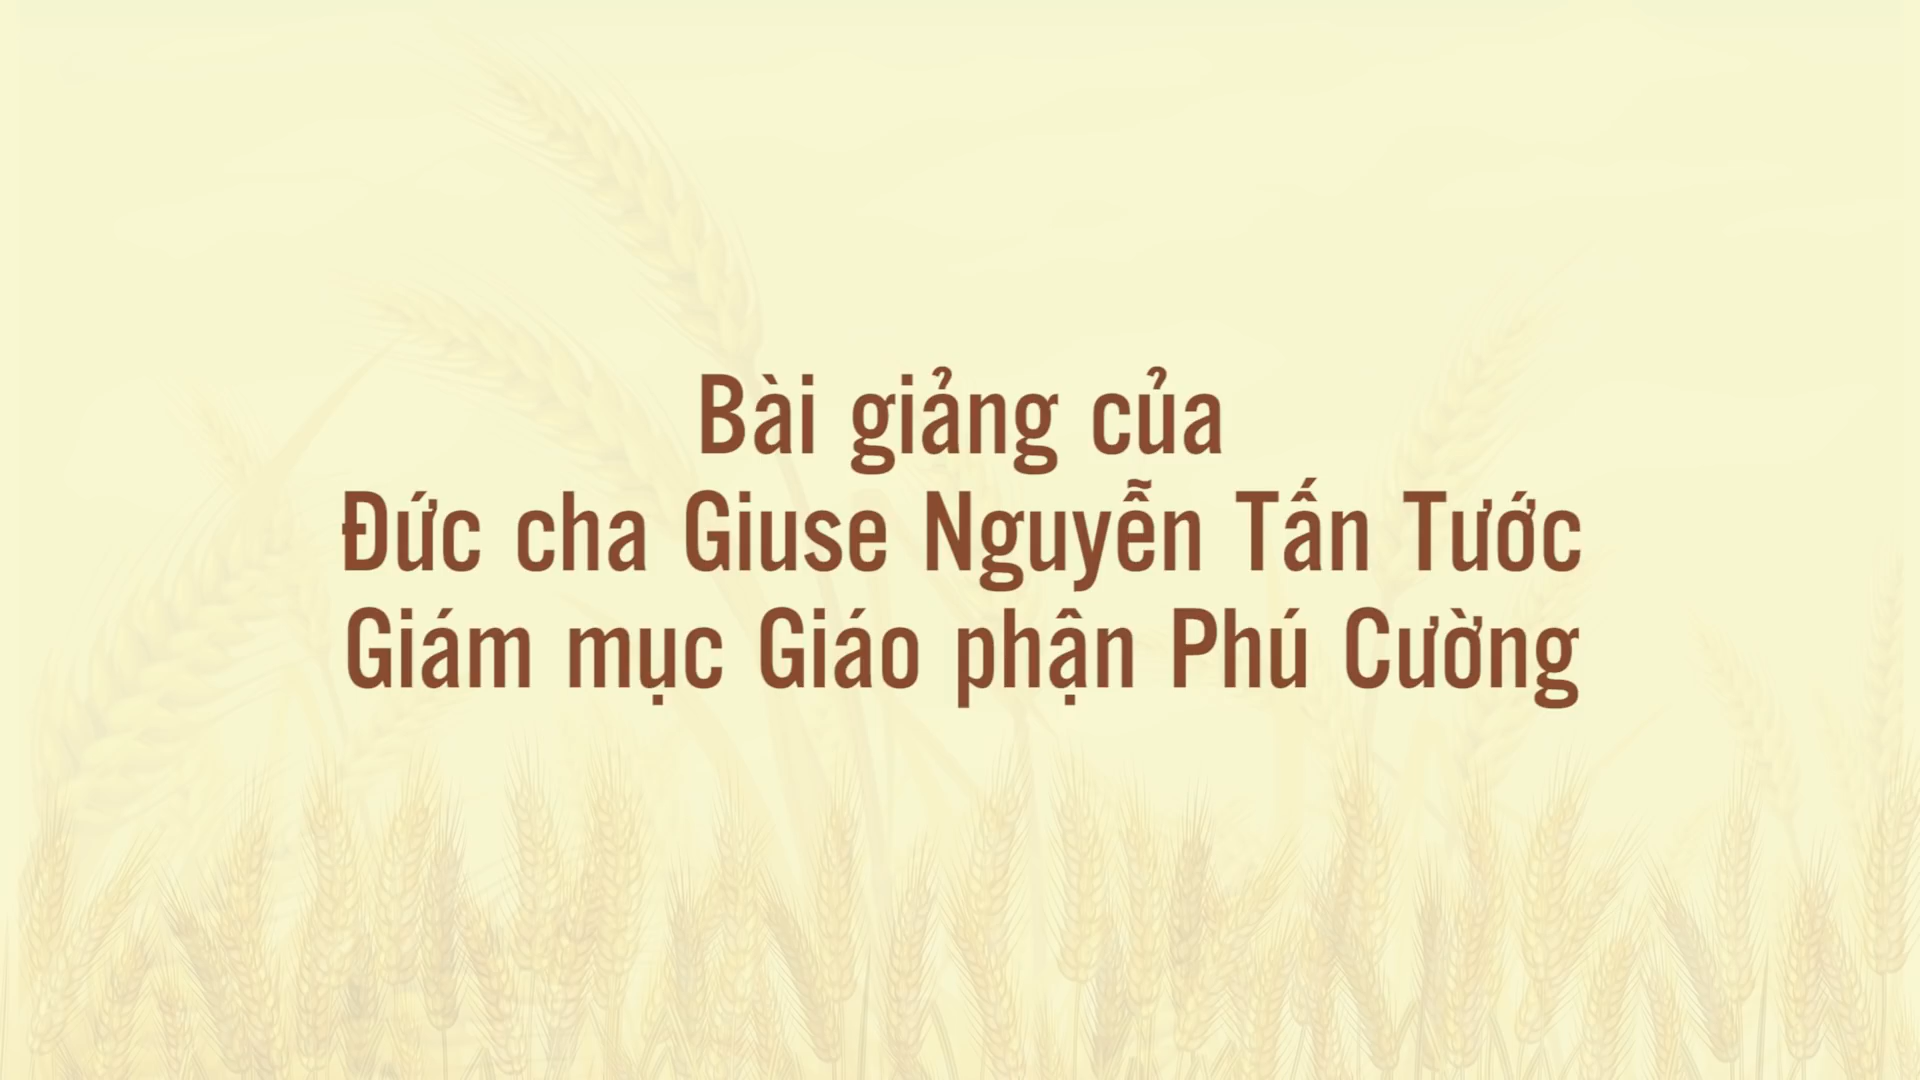 Bài giảng của
Đức cha Giuse Nguyễn Tấn Tước
Giám mục Giáo phận Phú Cường